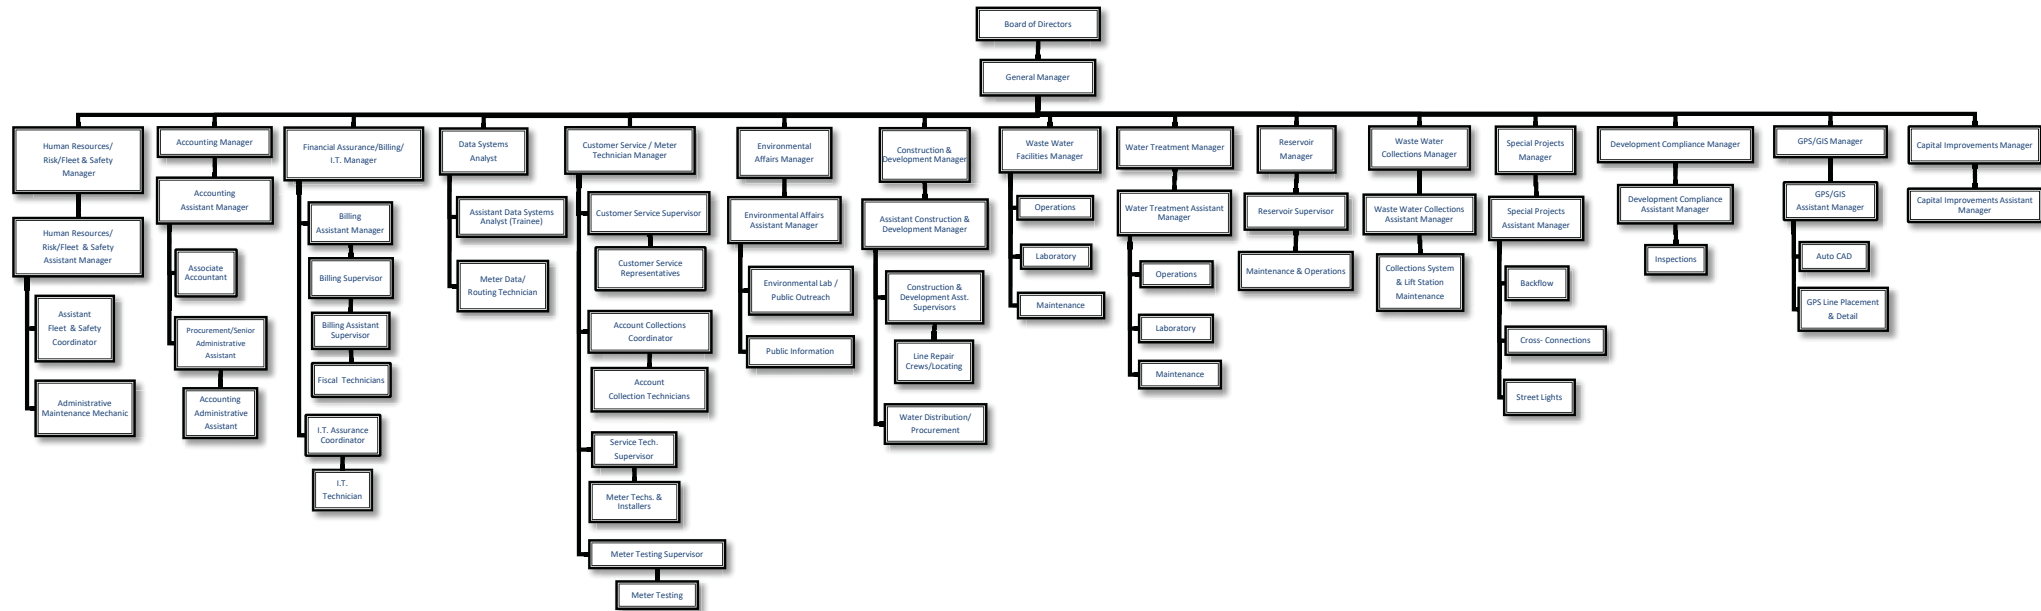 Board of Directors
General Manager
Human Resources/
Risk/Fleet & Safety
Manager
Human Resources/
Risk/Fleet & Safety
Assistant Manager
Assistant
Fleet & Safety
Coordinator
Administrative
Maintenance Mechanic
Accounting Manager
Accounting
Assistant Manager
Associate
Accountant
Procurement/Senior
Administrative
Assistant
Accounting
Administrative
Assistant
Financial Assurance/Billing/
I.T. Manager
Billing
Assistant Manager
Billing Supervisor
Billing Assistant
Supervisor
Fiscal Technicians
I.T. Assurance
Coordinator
I.T.
Technician
Data Systems
Analyst
Assistant Data Systems
Analyst (Trainee)
Meter Data/
Routing Technician
Customer Service / Meter
Technician Manager
Customer Service Supervisor
Customer Service
Representatives
Account Collections
Coordinator
Account
Collection Technicians
Service Tech.
Supervisor
Meter Techs. &
Installers
Meter Testing Supervisor
Meter Testing
Environmental
Affairs Manager
Environmental Affairs
Assistant Manager
Environmental Lab /
Public Outreach
Public Information
Construction &
Development Manager
Assistant Construction &
Development Manager
Construction &
Development Asst.
Supervisors
Line Repair
Crews/Locating
Water Distribution/
Procurement
Waste Water
Facilities Manager
Operations
Laboratory
Maintenance
Water Treatment Manager
Water Treatment Assistant
Manager
Operations
Laboratory
Maintenance
Reservoir
Manager
Reservoir Supervisor
Maintenance & Operations
Waste Water
Collections Manager
Waste Water Collections
Assistant Manager
Collections System
& Lift Station
Maintenance
Special Projects
Manager
Special Projects
Assistant Manager
Backflow
Cross- Connections
Street Lights
Development Compliance Manager
Development Compliance
Assistant Manager
Inspections
GPS/GIS Manager
GPS/GIS
Assistant Manager
Auto CAD
GPS Line Placement
& Detail
Capital Improvements Manager
Capital Improvements Assistant
Manager